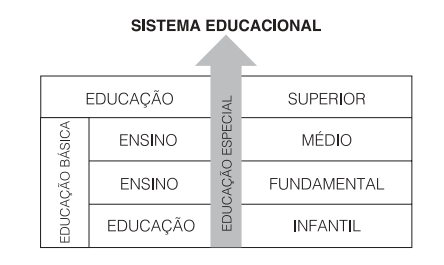 SISTEMA EDUCACIONAL
EDUCAÇÃO SUPERIOR
EDUCAÇÃO BÁSICA
EDUCAÇÃO ESPECIAL
ENSINO MÉDIO
ENSINO FUNDAMENTAL
EDUCAÇÃO INFANTIL